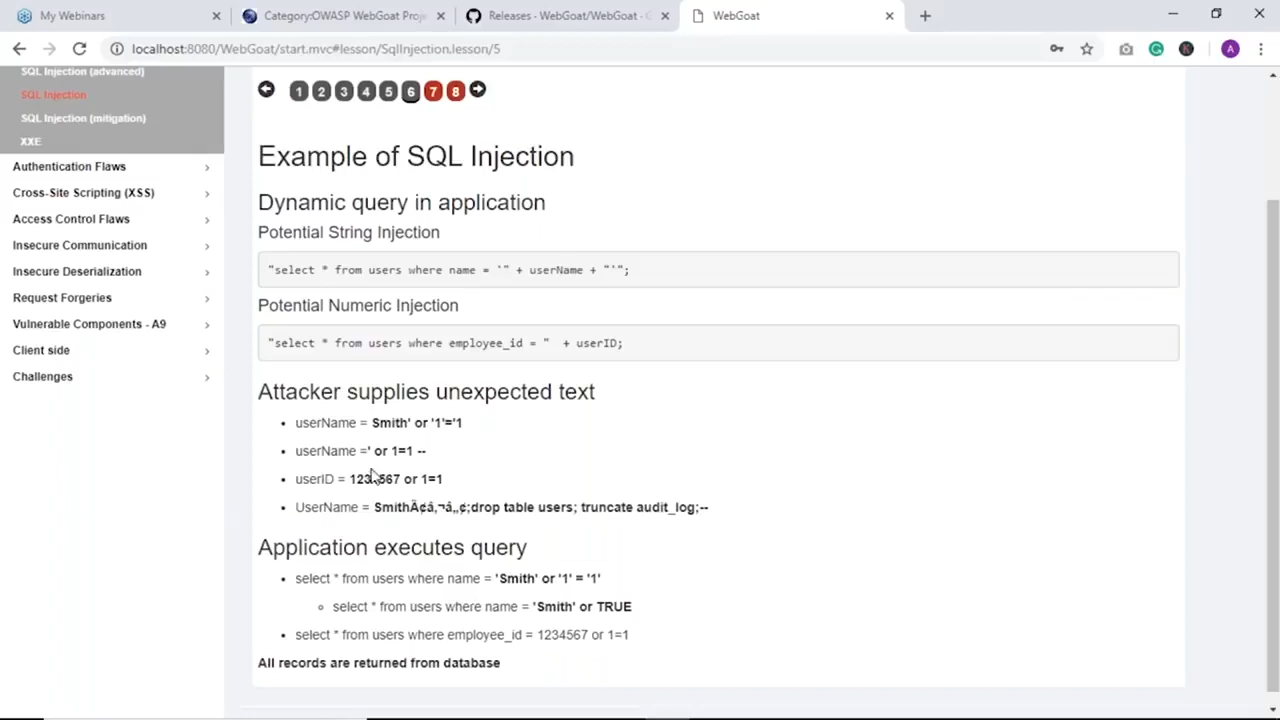 My Webinars
Category:OWASP WebGoat Proje
Releases · WebGoat/WebGoat · G
WebGoat
localhost:8080/WebGoat/start.mvc#lesson/SqlInjection.lesson/5
A
SQL Injection (advanced)
SQL Injection
SQL Injection (mitigation)
XXE
Authentication Flaws
Cross-Site Scripting (XSS)
Access Control Flaws
Insecure Communication
Insecure Deserialization
Request Forgeries
Vulnerable Components - A9
Client side
Challenges
1 2 3 4 5 6 7 8
Example of SQL Injection
Dynamic query in application
Potential String Injection
"select * from users where name = '" + userName + "'";
Potential Numeric Injection
"select * from users where employee_id = "  + userID;
Attacker supplies unexpected text
userName = Smith' or '1'='1
userName =' or 1=1 --
userID = 1234567 or 1=1
UserName = SmithÃ¢â‚¬â„¢;drop table users; truncate audit_log;--
Application executes query
select * from users where name = 'Smith' or '1' = '1'
select * from users where name = 'Smith' or TRUE
select * from users where employee_id = 1234567 or 1=1
All records are returned from database